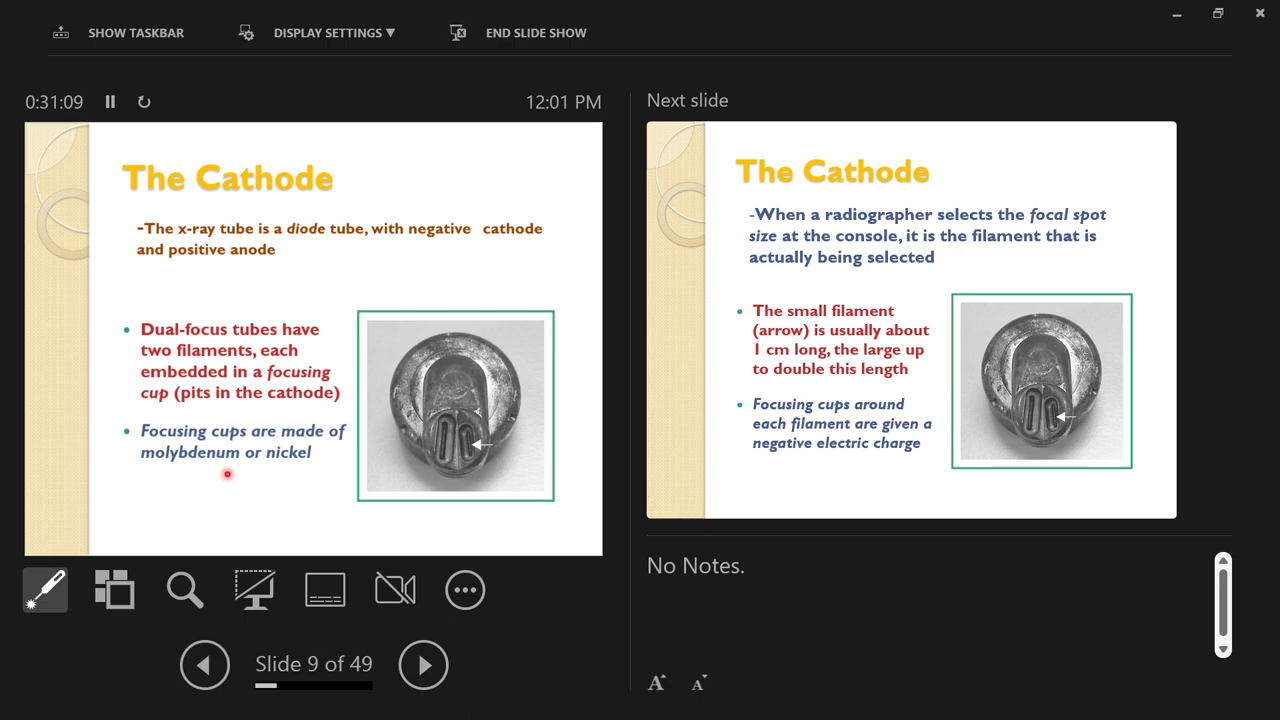 SHOW TASKBAR
DISPLAY SETTINGS ▼
END SLIDE SHOW
0:31:09
12:01 PM
The Cathode
-The x-ray tube is a diode tube, with negative cathode
and positive anode
• Dual-focus tubes have
two filaments, each
embedded in a focusing
cup (pits in the cathode)
• Focusing cups are made of
molybdenum or nickel
Slide 9 of 49
Next slide
The Cathode
-When a radiographer selects the focal spot
size at the console, it is the filament that is
actually being selected
• The small filament
(arrow) is usually about
1 cm long, the large up
to double this length
• Focusing cups around
each filament are given a
negative electric charge
No Notes.
A A